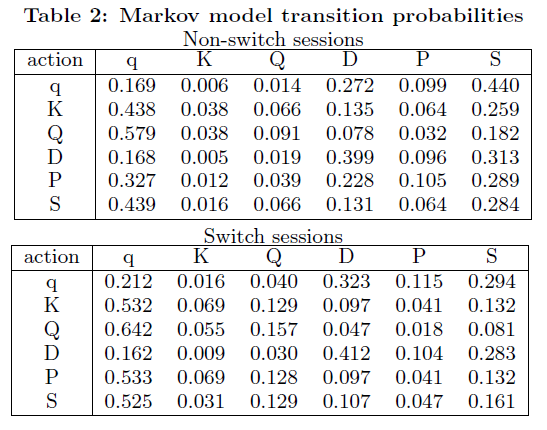 Table 2: Markov model transition probabilities
Non-switch sessions
action q K Q D P S
q 0.169 0.006 0.014 0.272 0.099 0.440
K 0.438 0.038 0.066 0.135 0.064 0.259
Q 0.579 0.038 0.091 0.078 0.032 0.182
D 0.168 0.005 0.019 0.399 0.096 0.313
P 0.327 0.012 0.039 0.228 0.105 0.289
S 0.439 0.016 0.066 0.131 0.064 0.284
Switch sessions
action q K Q D P S
q 0.212 0.016 0.040 0.323 0.115 0.294
K 0.532 0.069 0.129 0.097 0.041 0.132
Q 0.642 0.055 0.157 0.047 0.018 0.081
D 0.162 0.009 0.030 0.412 0.104 0.283
P 0.533 0.069 0.128 0.097 0.041 0.132
S 0.525 0.031 0.129 0.107 0.047 0.161